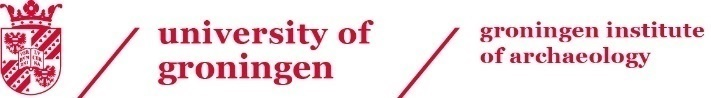 university of
groningen
groningen institute
of archaeology